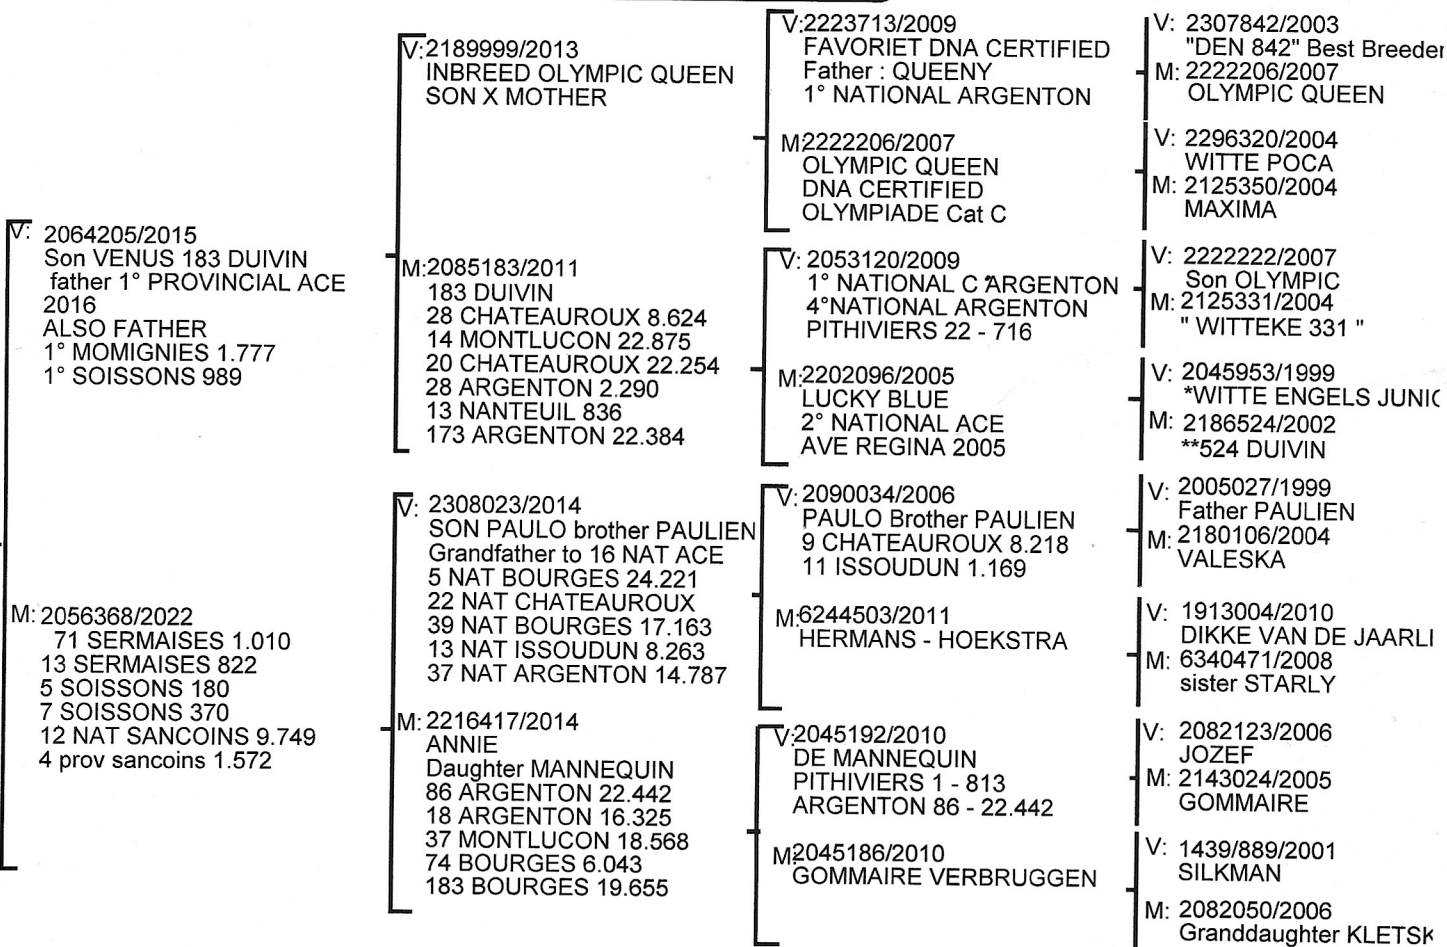 V: 2064205/2015
Son VENUS 183 DUIVIN
father 1° PROVINCIAL ACE
2016
ALSO FATHER
1° MOMIGNIES 1.777
1° SOISSONS 989
M: 2056368/2022
71 SERMAISES 1.010
13 SERMAISES 822
5 SOISSONS 180
7 SOISSONS 370
12 NAT SANCOINS 9.749
4 prov sancoins 1.572
V: 2189999/2013
INBREED OLYMPIC QUEEN
SON X MOTHER
M: 2085183/2011
183 DUIVIN
28 CHATEAUROUX 8.624
14 MONTLUCON 22.875
20 CHATEAUROUX 22.254
28 ARGENTON 2.290
13 NANTEUIL 836
173 ARGENTON 22.384
V: 2308023/2014
SON PAULO brother PAULIEN
Grandfather to 16 NAT ACE
5 NAT BOURGES 24.221
22 NAT CHATEAUROUX
39 NAT BOURGES 17.163
13 NAT ISSOUDUN 8.263
37 NAT ARGENTON 14.787
M: 2216417/2014
ANNIE
Daughter MANNEQUIN
86 ARGENTON 22.442
18 ARGENTON 16.325
37 MONTLUCON 18.568
74 BOURGES 6.043
183 BOURGES 19.655
V: 2223713/2009
FAVORIET DNA CERTIFIED
Father : QUEENY
1° NATIONAL ARGENTON
M: 2222206/2007
OLYMPIC QUEEN
DNA CERTIFIED
OLYMPIADE Cat C
V: 2053120/2009
1° NATIONAL C ARGENTON
4°NATIONAL ARGENTON
PITHIVIERS 22 - 716
M: 2202096/2005
LUCKY BLUE
2° NATIONAL ACE
AVE REGINA 2005
V: 2090034/2006
PAULO Brother PAULIEN
9 CHATEAUROUX 8.218
11 ISSOUDUN 1.169
M: 6244503/2011
HERMANS - HOEKSTRA
V: 2045192/2010
DE MANNEQUIN
PITHIVIERS 1 - 813
ARGENTON 86 - 22.442
M: 2045186/2010
GOMMAIRE VERBRUGGEN
V: 2307842/2003
"DEN 842" Best Breeder
M: 2222206/2007
OLYMPIC QUEEN
V: 2296320/2004
WITTE POCA
M: 2125350/2004
MAXIMA
V: 2222222/2007
Son OLYMPIC
M: 2125331/2004
" WITTEKE 331 "
V: 2045953/1999
*WITTE ENGELS
M: 2186524/2002
**524 DUIVIN
V: 2005027/1999
Father PAULIEN
M: 2180106/2004
VALESKA
V: 1913004/2010
DIKKE VAN DE JAARLI
M: 6340471/2008
sister STARLY
V: 2082123/2006
JOZEF
M: 2143024/2005
GOMMAIRE
V: 1439/889/2001
SILKMAN
M: 2082050/2006
Granddaughter KLETSK